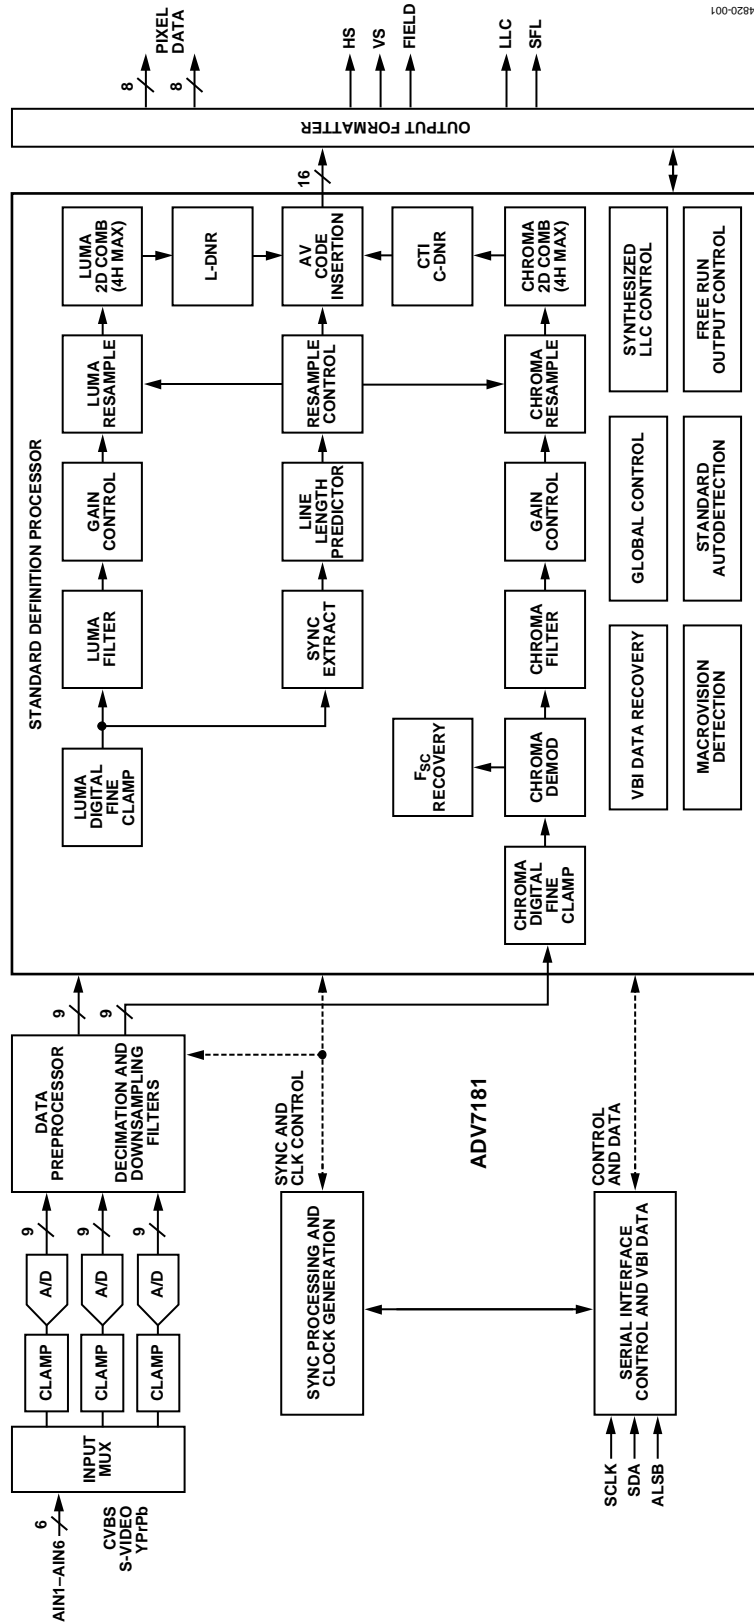 AIN1–AIN6
6
CVBS
S-VIDEO
YPrPb
INPUT
MUX
CLAMP
A/D
9
CLAMP
A/D
9
CLAMP
A/D
9
DATA
PREPROCESSOR
DECIMATION AND
DOWNSAMPLING
FILTERS
9
9
SYNC PROCESSING AND
CLOCK GENERATION
SYNC AND
CLK CONTROL
ADV7181
SCLK
SDA
ALSB
SERIAL INTERFACE
CONTROL AND VBI DATA
CONTROL
AND DATA
STANDARD DEFINITION PROCESSOR
LUMA
DIGITAL
FINE
CLAMP
LUMA
FILTER
GAIN
CONTROL
LUMA
RESAMPLE
LUMA
2D COMB
(4H MAX)
L-DNR
SYNC
EXTRACT
LINE
LENGTH
PREDICTOR
RESAMPLE
CONTROL
AV
CODE
INSERTION
16
FSC
RECOVERY
CTI
C-DNR
CHROMA
DIGITAL
FINE
CLAMP
CHROMA
DEMOD
CHROMA
FILTER
GAIN
CONTROL
CHROMA
RESAMPLE
CHROMA
2D COMB
(4H MAX)
VBI DATA RECOVERY
GLOBAL CONTROL
SYNTHESIZED
LLC CONTROL
MACROVISION
DETECTION
STANDARD
AUTODETECTION
FREE RUN
OUTPUT CONTROL
OUTPUT FORMATTER
8
8
PIXEL
DATA
HS
VS
FIELD
LLC
SFL